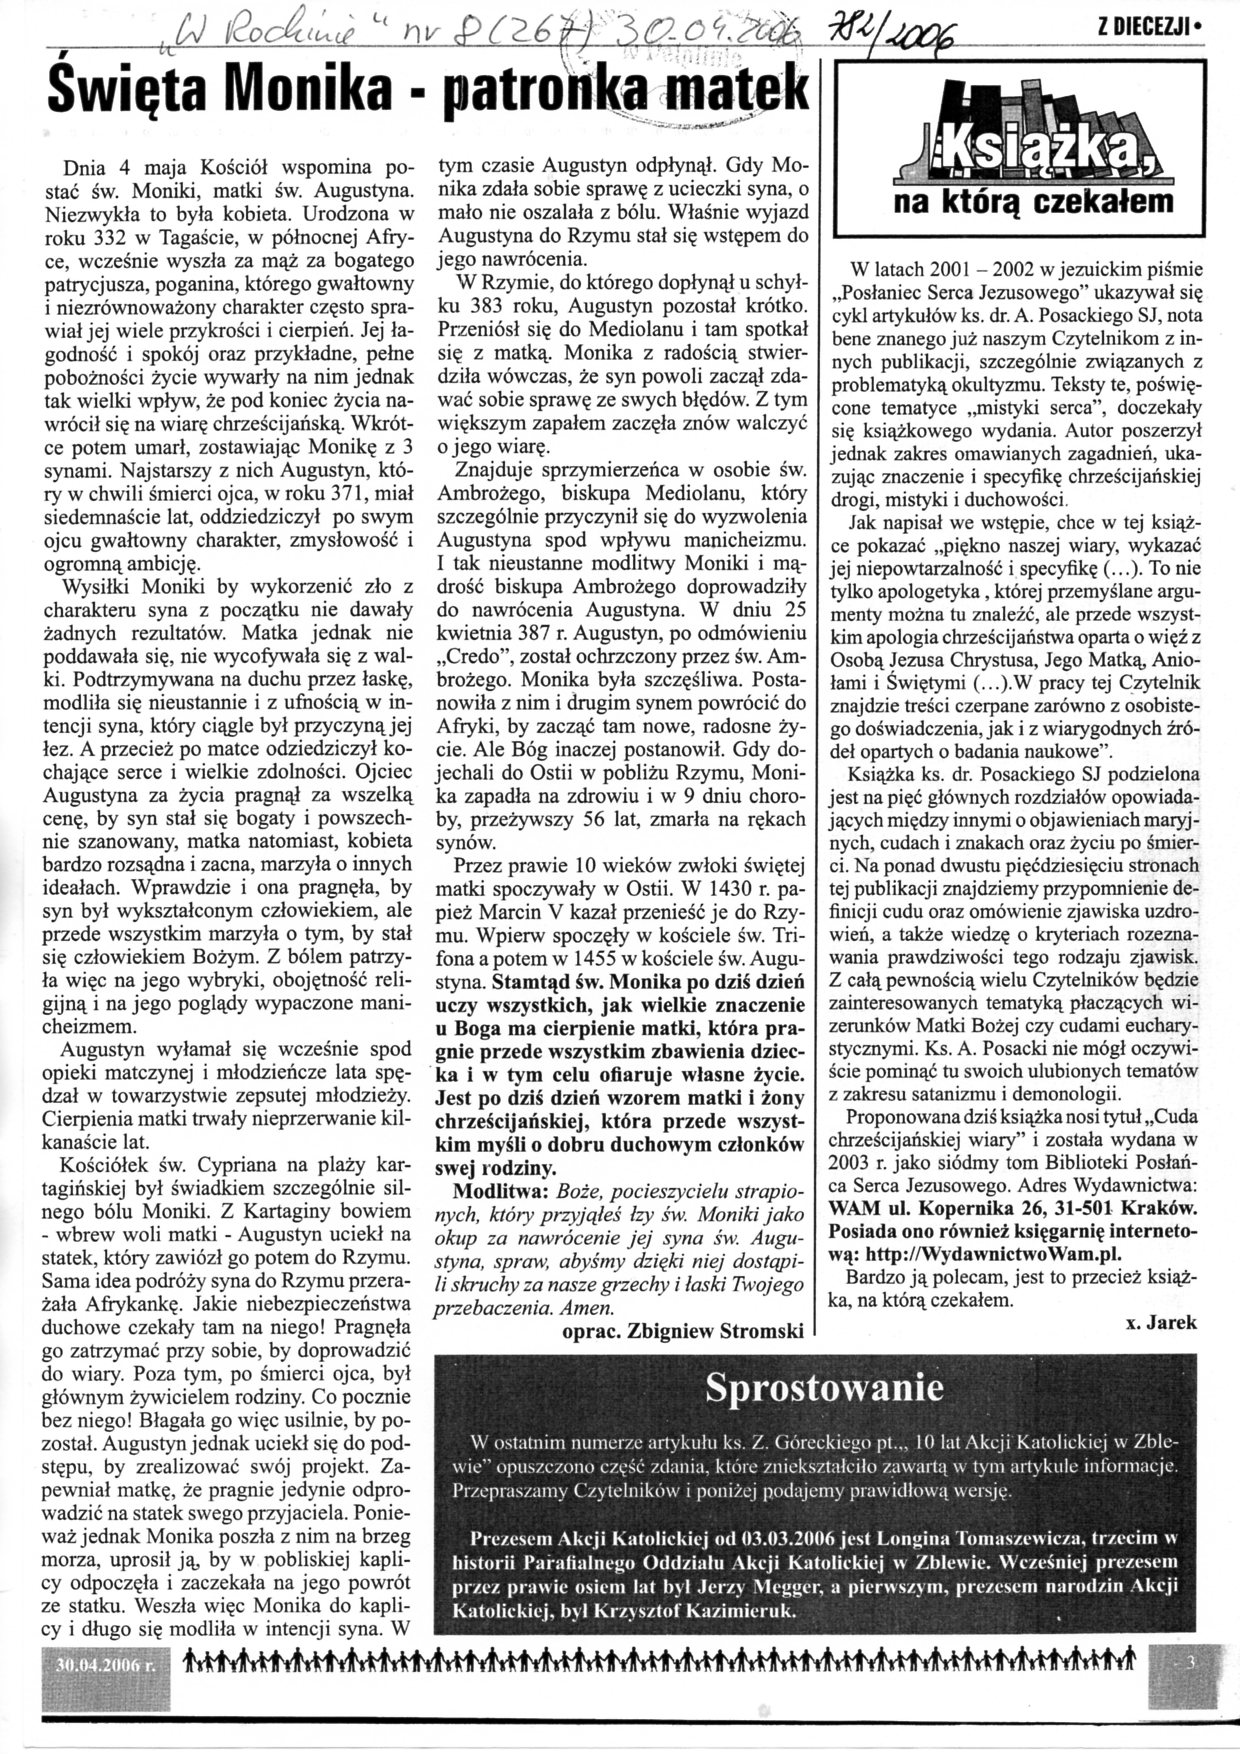 „W Rodzinie" nr 8 (267) 30.04.2006 782/2006
Z DIECEZJI•
Święta Monika - patronka matek
Dnia 4 maja Kościół wspomina po-
stać św. Moniki, matki św. Augustyna.
Niezwykła to była kobieta. Urodzona w
roku 332 w Tagaście, w północnej Afry-
ce, wcześnie wyszła za mąż za bogatego
patrycjusza, poganina, którego gwałtowny
i niezrównoważony charakter często spra-
wiał jej wiele przykrości i cierpień. Jej ła-
godność i spokój oraz przykładne, pełne
pobożności życie wywarły na nim jednak
tak wielki wpływ, że pod koniec życia na-
wrócił się na wiarę chrześcijańską. Wkrót-
ce potem umarł, zostawiając Monikę z 3
synami. Najstarszy z nich Augustyn, któ-
ry w chwili śmierci ojca, w roku 371, miał
siedemnaście lat, oddziedziczył po swym
ojcu gwałtowny charakter, zmysłowość i
ogromną ambicję.
Wysiłki Moniki by wykorzenić zło z
charakteru syna z początku nie dawały
żadnych rezultatów. Matka jednak nie
poddawała się, nie wycofywała się z wal-
ki. Podtrzymywana na duchu przez łaskę,
modliła się nieustannie i z ufnością w in-
tencji syna, który ciągle był przyczyną jej
łez. A przecież po matce odziedziczył ko-
chające serce i wielkie zdolności. Ojciec
Augustyna za życia pragnął za wszelką
cenę, by syn stał się bogaty i powszech-
nie szanowany, matka natomiast, kobieta
bardzo rozsądna i zacna, marzyła o innych
ideałach. Wprawdzie i ona pragnęła, by
syn był wykształconym człowiekiem, ale
przede wszystkim marzyła o tym, by stał
się człowiekiem Bożym. Z bólem patrzy-
ła więc na jego wybryki, obojętność reli-
gijną i na jego poglądy wypaczone mani-
cheizmem.
Augustyn wyłamał się wcześnie spod
opieki matczynej i młodzieńcze lata spę-
dzał w towarzystwie zepsutej młodzieży.
Cierpienia matki trwały nieprzerwanie kil-
kanaście lat.
Kościółek św. Cypriana na plaży kar-
tagińskiej był świadkiem szczególnie sil-
nego bólu Moniki. Z Kartaginy bowiem
- wbrew woli matki - Augustyn uciekł na
statek, który zawiózł go potem do Rzymu.
Sama idea podróży syna do Rzymu przera-
żała Afrykankę. Jakie niebezpieczeństwa
duchowe czekały tam na niego! Pragnęła
go zatrzymać przy sobie, by doprowadzić
do wiary. Poza tym, po śmierci ojca, był
głównym żywicielem rodziny. Co pocznie
bez niego! Błagała go więc usilnie, by po-
został. Augustyn jednak uciekł się do pod-
stępu, by zrealizować swój projekt. Za-
pewniał matkę, że pragnie jedynie odpro-
wadzić na statek swego przyjaciela. Ponie-
waż jednak Monika poszła z nim na brzeg
morza, uprosił ją, by w pobliskiej kapli-
cy odpoczęła i zaczekała na jego powrót
ze statku. Weszła więc Monika do kapli-
cy i długo się modliła w intencji syna. W
tym czasie Augustyn odpłynął. Gdy Mo-
nika zdała sobie sprawę z ucieczki syna, o
mało nie oszalała z bólu. Właśnie wyjazd
Augustyna do Rzymu stał się wstępem do
jego nawrócenia.
W Rzymie, do którego dopłynął u schył-
ku 383 roku, Augustyn pozostał krótko.
Przeniósł się do Mediolanu i tam spotkał
się z matką. Monika z radością stwier-
dziła wówczas, że syn powoli zaczął zda-
wać sobie sprawę ze swych błędów. Z tym
większym zapałem zaczęła znów walczyć
o jego wiarę.
Znajduje sprzymierzeńca w osobie św.
Ambrożego, biskupa Mediolanu, który
szczególnie przyczynił się do wyzwolenia
Augustyna spod wpływu manicheizmu.
I tak nieustanne modlitwy Moniki i mą-
drość biskupa Ambrożego doprowadziły
do nawrócenia Augustyna. W dniu 25
kwietnia 387 r. Augustyn, po odmówieniu
„Credo”, został ochrzczony przez św. Am-
brożego. Monika była szczęśliwa. Posta-
nowiła z nim i drugim synem powrócić do
Afryki, by zacząć tam nowe, radosne ży-
cie. Ale Bóg inaczej postanowił. Gdy do-
jechali do Ostii w pobliżu Rzymu, Moni-
ka zapadła na zdrowiu i w 9 dniu choro-
by, przeżywszy 56 lat, zmarła na rękach
synów.
Przez prawie 10 wieków zwłoki świętej
matki spoczywały w Ostii. W 1430 r. pa-
pież Marcin V kazał przenieść je do Rzy-
mu. Wpierw spoczęły w kościele św. Tri-
fona a potem w 1455 w kościele św. Augu-
styna. Stamtąd św. Monika po dziś dzień
uczy wszystkich, jak wielkie znaczenie
u Boga ma cierpienie matki, która pra-
gnie przede wszystkim zbawienia dziec-
ka i w tym celu ofiaruje własne życie.
Jest po dziś dzień wzorem matki i żony
chrześcijańskiej, która przede wszyst-
kim myśli o dobru duchowym członków
swej rodziny.
Modlitwa: Boże, pocieszycielu strapio-
nych, który przyjąłeś łzy św. Moniki jako
okup za nawrócenie jej syna św. Augu-
styna, spraw, abyśmy dzięki niej dostąpi-
li skruchy za nasze grzechy i łaski Twojego
przebaczenia. Amen.
oprac. Zbigniew Stromski
Książka,
na którą czekałem
W latach 2001 – 2002 w jezuickim piśmie
„Posłaniec Serca Jezusowego” ukazywał się
cykl artykułów ks. dr. A. Posackiego SJ, nota
bene znanego już naszym Czytelnikom z in-
nych publikacji, szczególnie związanych z
problematyką okultyzmu. Teksty te, poświę-
cone tematyce „mistyki serca”, doczekały
się książkowego wydania. Autor poszerzył
jednak zakres omawianych zagadnień, uka-
zując znaczenie i specyfikę chrześcijańskiej
drogi, mistyki i duchowości.
Jak napisał we wstępie, chce w tej książ-
ce pokazać „piękno naszej wiary, wykazać
jej niepowtarzalność i specyfikę (...). To nie
tylko apologetyka , której przemyślane argu-
menty można tu znaleźć, ale przede wszyst-
kim apologia chrześcijaństwa oparta o więź z
Osobą Jezusa Chrystusa, Jego Matką, Anio-
łami i Świętymi (...).W pracy tej Czytelnik
znajdzie treści czerpane zarówno z osobiste-
go doświadczenia, jak i z wiarygodnych źró-
deł opartych o badania naukowe”.
Książka ks. dr. Posackiego SJ podzielona
jest na pięć głównych rozdziałów opowiada-
jących między innymi o objawieniach maryj-
nych, cudach i znakach oraz życiu po śmier-
ci. Na ponad dwustu pięćdziesięciu stronach
tej publikacji znajdziemy przypomnienie de-
finicji cudu oraz omówienie zjawiska uzdro-
wień, a także wiedzę o kryteriach rozezna-
wania prawdziwości tego rodzaju zjawisk.
Z całą pewnością wielu Czytelników będzie
zainteresowanych tematyką płaczących wi-
zerunków Matki Bożej czy cudami euchary-
stycznymi. Ks. A. Posacki nie mógł oczywi-
ście pominąć tu swoich ulubionych tematów
z zakresu satanizmu i demonologii.
Proponowana dziś książka nosi tytuł „Cuda
chrześcijańskiej wiary” i została wydana w
2003 r. jako siódmy tom Biblioteki Posłań-
ca Serca Jezusowego. Adres Wydawnictwa:
WAM ul. Kopernika 26, 31-501 Kraków.
Posiada ono również księgarnię interneto-
wą: http://WydawnictwoWam.pl.
Bardzo ją polecam, jest to przecież książ-
ka, na którą czekałem.
x. Jarek
Sprostowanie
W ostatnim numerze artykułu ks. Z. Góreckiego pt.„ 10 lat Akcji Katolickiej w Zble-
wie” opuszczono część zdania, które zniekształciło zawartą w tym artykule informacje.
Przepraszamy Czytelników i poniżej podajemy prawidłową wersję.
Prezesem Akcji Katolickiej od 03.03.2006 jest Longina Tomaszewicza, trzecim w
historii Parafialnego Oddziału Akcji Katolickiej w Zblewie. Wcześniej prezesem
przez prawie osiem lat był Jerzy Megger, a pierwszym, prezesem narodzin Akcji
Katolickiej, był Krzysztof Kazimieruk.
30.04.2006 r.
3